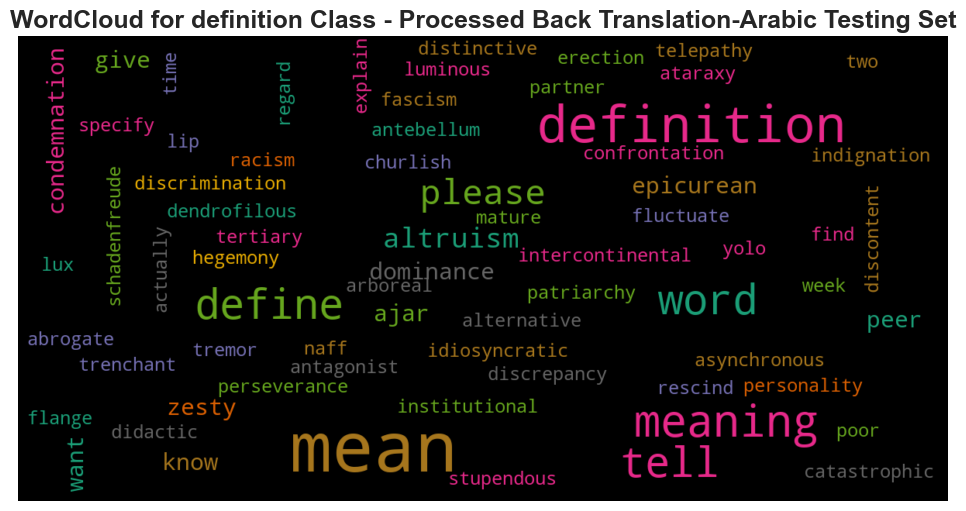 WordCloud for definition Class - Processed Back Translation-Arabic Testing Set
condemnation
give
time
regard
explain
distinctive
luminous
erection
telepathy
ataraxy
two
partner
fascism
specify
lip
antebellum
definition
racism
churlish
confrontation
indignation
discrimination
schadenfreude
please
epicurean
dendrofilous
mature
fluctuate
discontent
tertiary
altruism
actually
find
hegemony
intercontinental
yolo
lux
dominance
arboreal
week
define
patriarchy
word
ajar
alternative
peer
abrogate
tremor
naff
idiosyncratic
trenchant
antagonist
asynchronous
discrepancy
perseverance
rescind
personality
zesty
institutional
flange
meaning
didactic
poor
want
know
mean
tell
stupendous
catastrophic